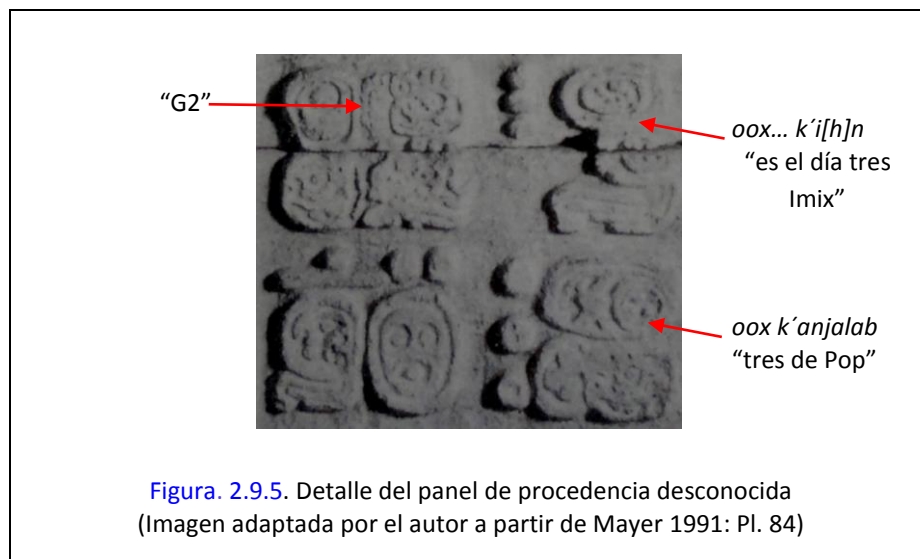 “G2”
oox... k´i[h]n
“es el día tres
Imix”
oox k´anjalab
“tres de Pop”
Figura. 2.9.5. Detalle del panel de procedencia desconocida
(Imagen adaptada por el autor a partir de Mayer 1991: Pl. 84)